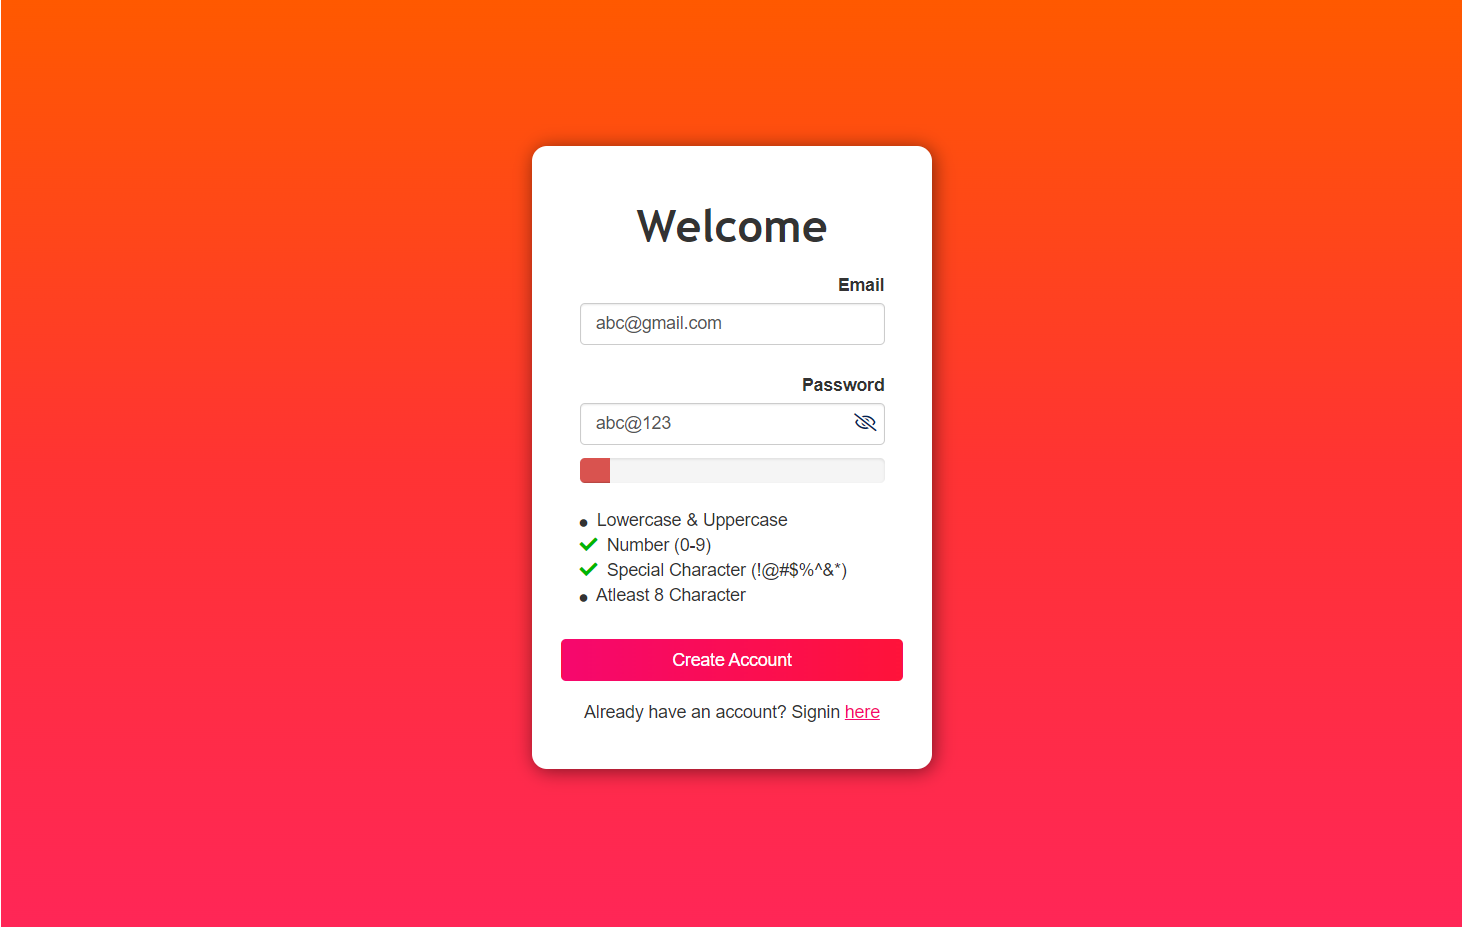 Welcome
Email
abc@gmail.com
Password
abc@123
● Lowercase & Uppercase
✔ Number (0-9)
✔ Special Character (!@#$%^&*)
● Atleast 8 Character
Create Account
Already have an account? Signin here